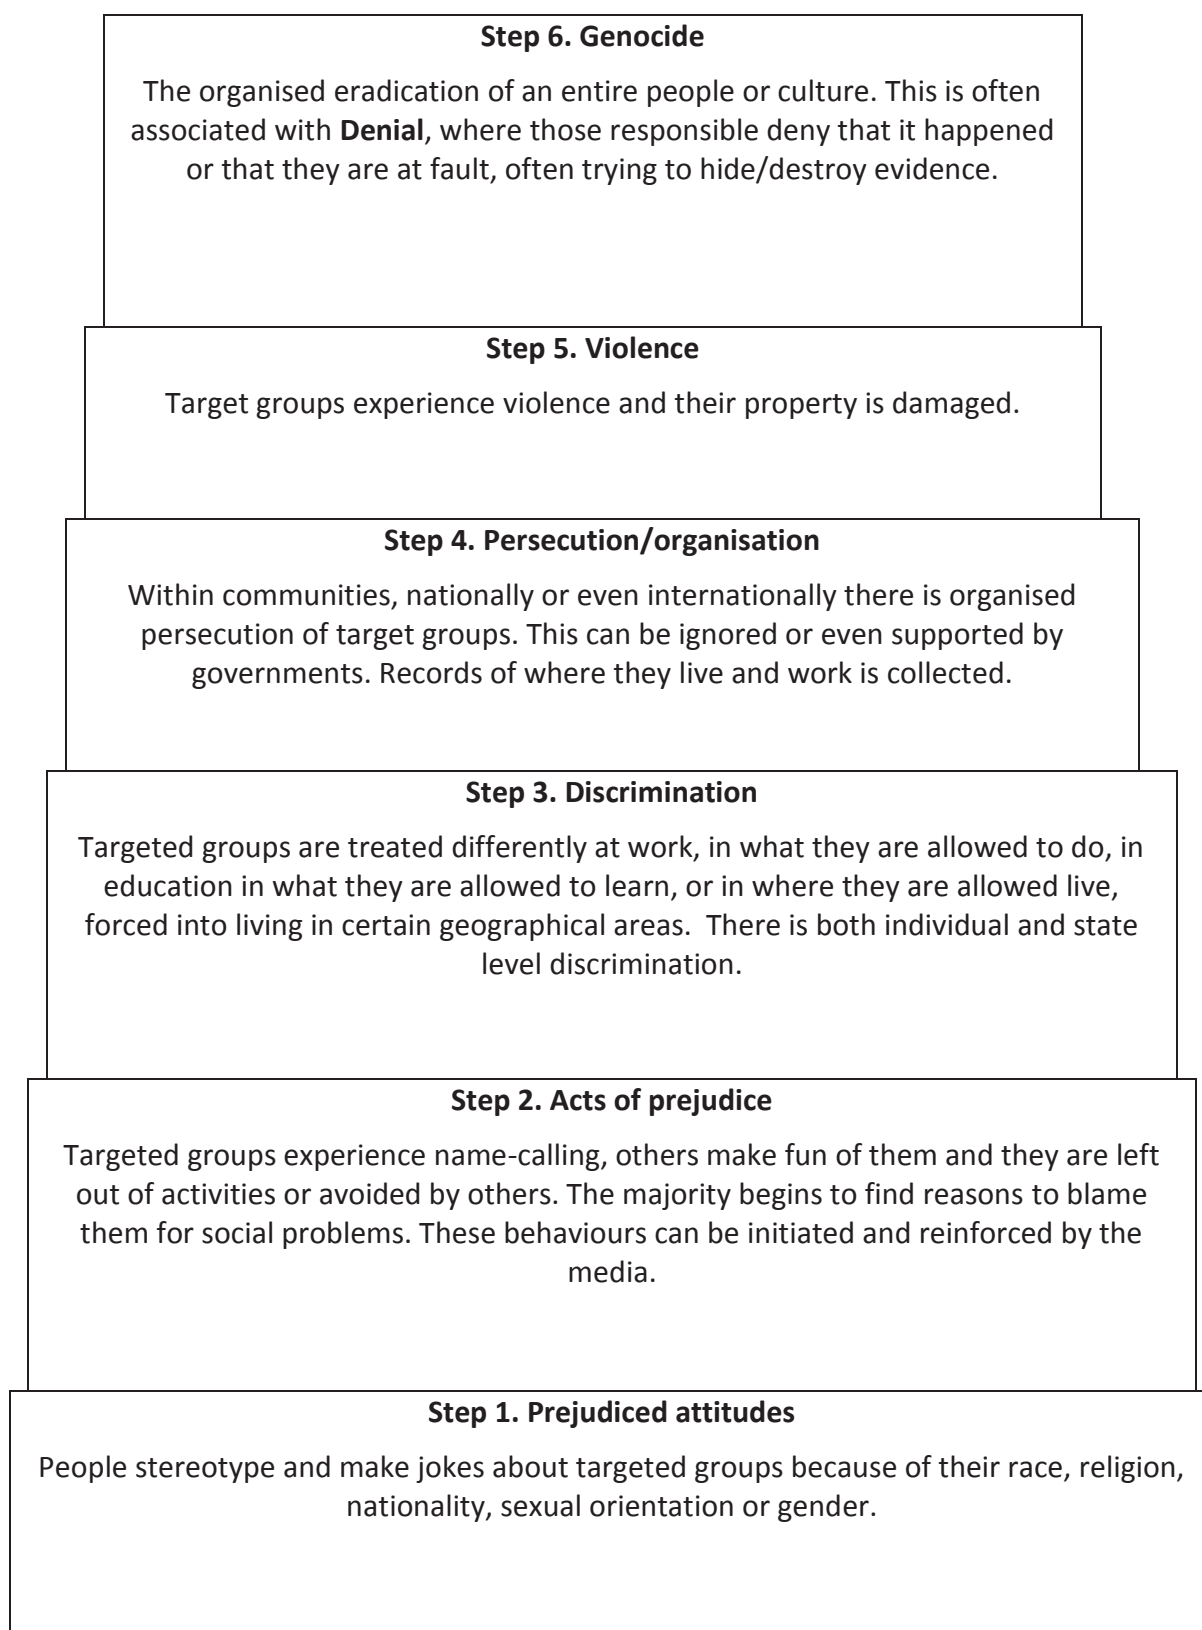 Step 6. Genocide
The organised eradication of an entire people or culture. This is often
associated with Denial, where those responsible deny that it happened
or that they are at fault, often trying to hide/destroy evidence.
Step 5. Violence
Target groups experience violence and their property is damaged.
Step 4. Persecution/organisation
Within communities, nationally or even internationally there is organised
persecution of target groups. This can be ignored or even supported by
governments. Records of where they live and work is collected.
Step 3. Discrimination
Targeted groups are treated differently at work, in what they are allowed to do, in
education in what they are allowed to learn, or in where they are allowed live,
forced into living in certain geographical areas.  There is both individual and state
level discrimination.
Step 2. Acts of prejudice
Targeted groups experience name-calling, others make fun of them and they are left
out of activities or avoided by others. The majority begins to find reasons to blame
them for social problems. These behaviours can be initiated and reinforced by the
media.
Step 1. Prejudiced attitudes
People stereotype and make jokes about targeted groups because of their race, religion,
nationality, sexual orientation or gender.